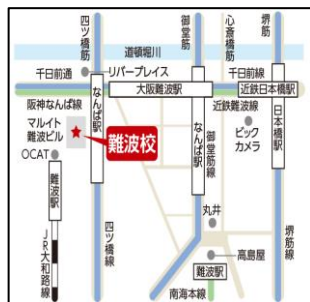 四ツ橋筋
御堂筋
心斎橋筋
堺筋
道頓堀川
千日前通
リバープレイス
千日前線
阪神なんば線
なんば駅
大阪難波駅
近鉄日本橋駅
近鉄難波線
マルイト
難波ビル
難波校
OCAT
難波駅
なんば駅
御堂筋線
ビック
カメラ
日本橋駅
丸井
四ツ橋線
堺筋線
JR大和路線
高島屋
難波駅
南海本線